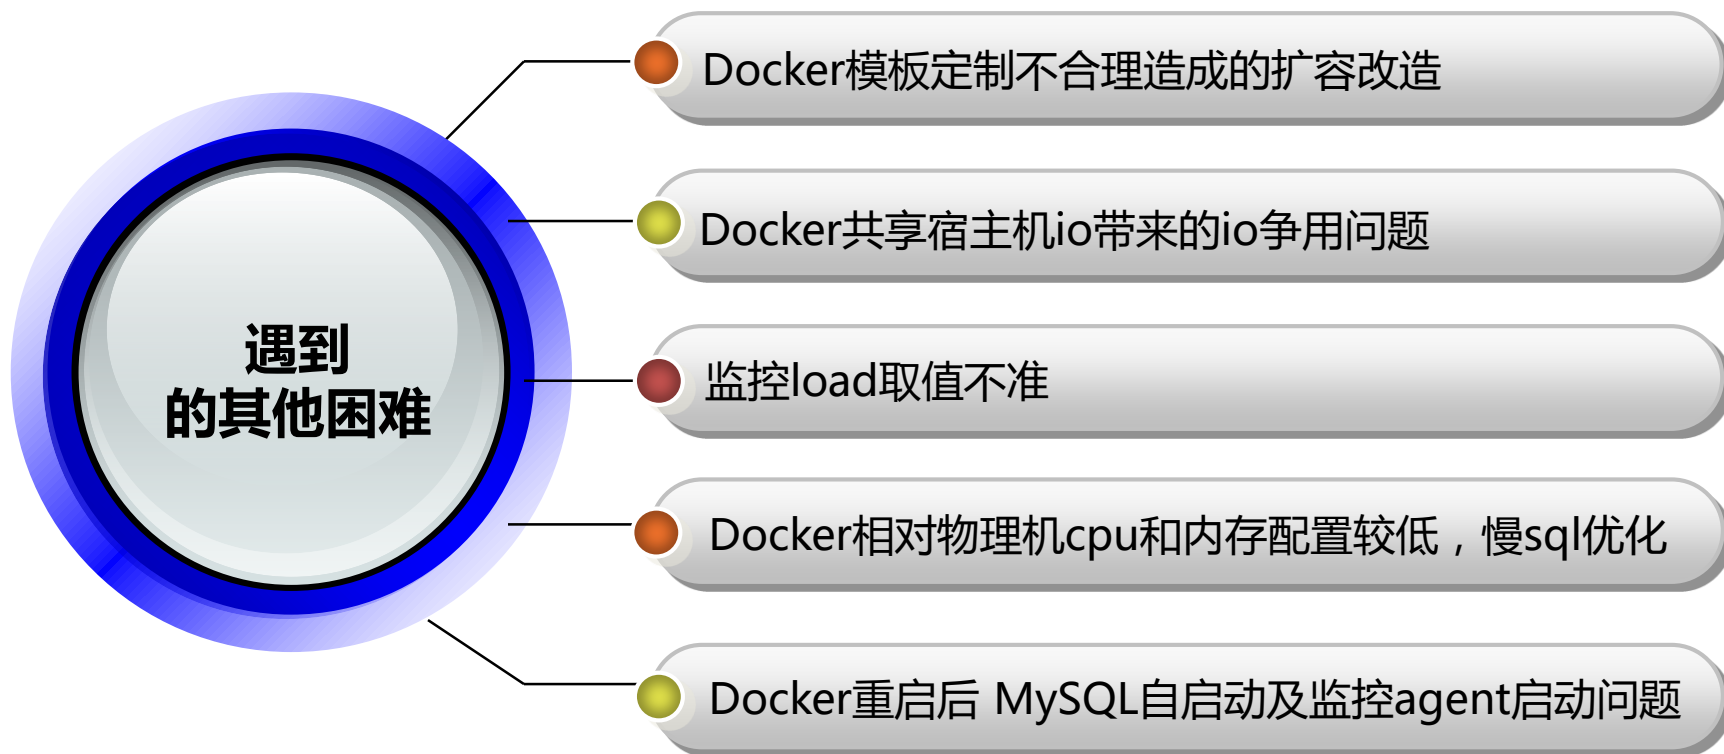 遇到
的其他困难
Docker模板定制不合理造成的扩容改造
Docker共享宿主机io带来的io争用问题
监控load取值不准
Docker相对物理机cpu和内存配置较低，慢sql优化
Docker重启后 MySQL自启动及监控agent启动问题